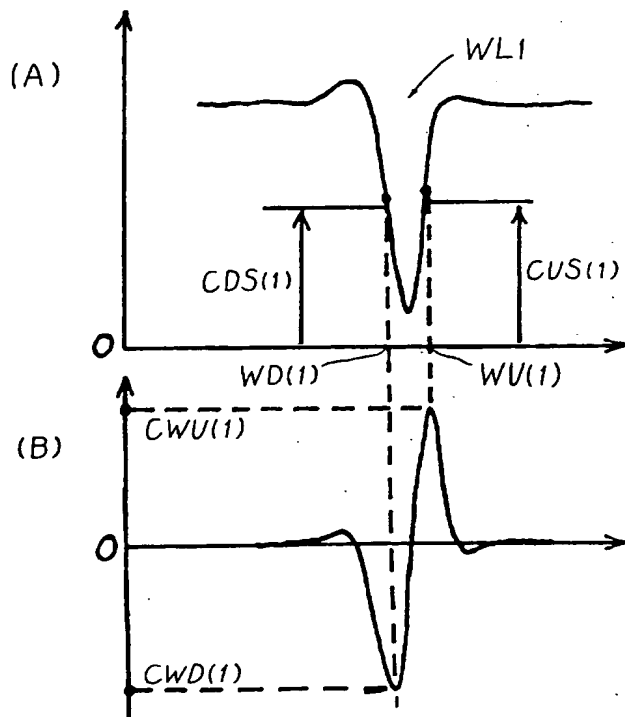 (A)
WL1
CDS(1)
CUS(1)
O
WD(1)
WU(1)
(B)
CWU(1)
O
CWD(1)